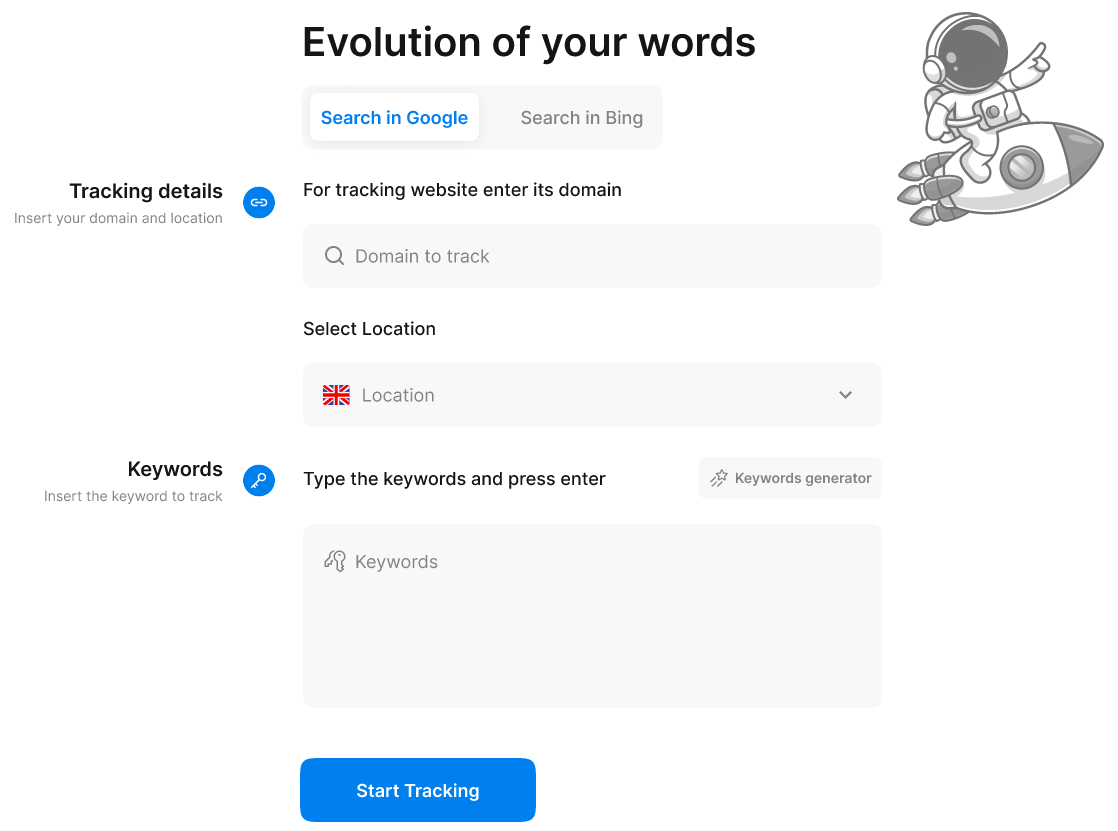 Evolution of your words
Search in Google
Search in Bing
Tracking details
Insert your domain and location
For tracking website enter its domain
Domain to track
Select Location
Location
Keywords
Insert the keyword to track
Type the keywords and press enter
Keywords generator
Keywords
Start Tracking